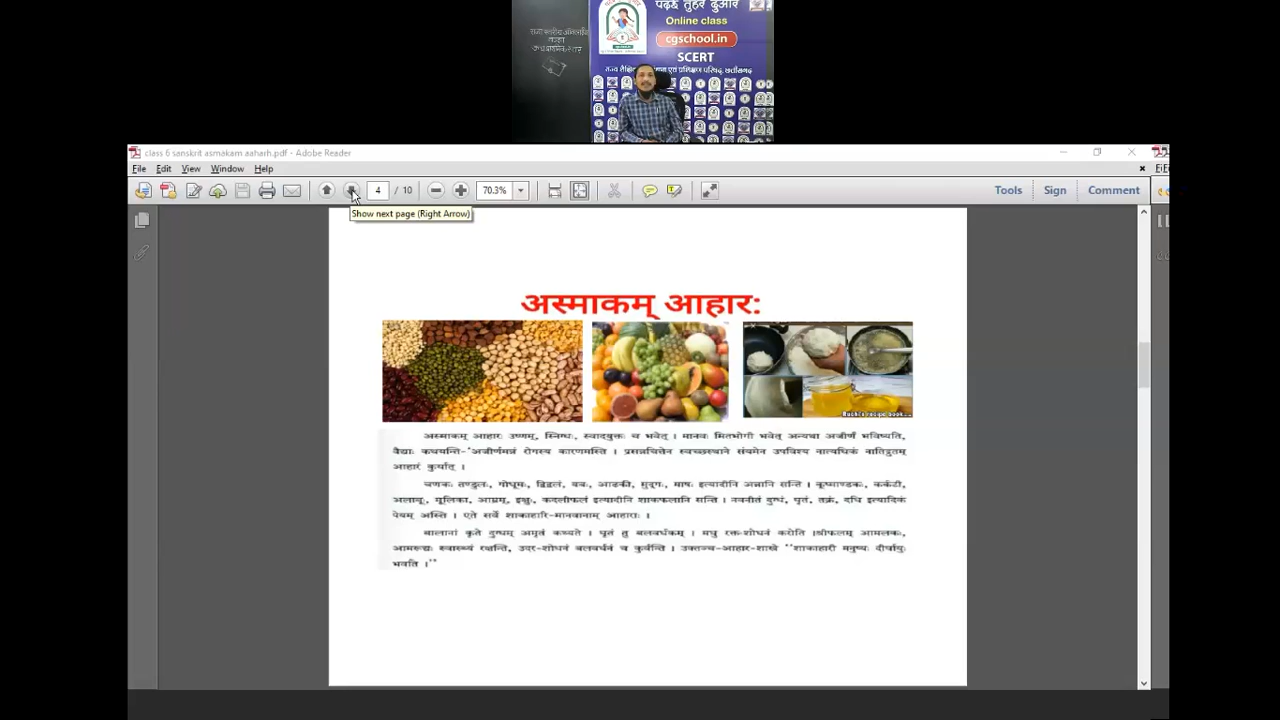 पढ़ई तुंहर दुआर
Online class
cgschool.in
SCERT
class 6 sanskrit asmakam aaharh.pdf - Adobe Reader
File Edit View Window Help
4 / 10 70.3% Tools Sign Comment
Show next page (Right Arrow)
अस्माकम् आहार:
Ruchi's recipe book...
अस्माकम् आहारः उष्णम्, स्निग्धः, स्वादयुक्तः च भवेत् । मानवः मितभोगी भवेत् अन्यथा अजीर्णं भविष्यति,
वैद्याः कथयन्ति-'अजीर्णमन्नं रोगस्य कारणमस्ति । प्रसन्नचित्तेन स्वच्छस्थाने संयमेन उपविश्य नात्यधिकं नातिद्रुतम्
आहारं कुर्यात् ।
चणकः तण्डुलः, गोधूमः, द्विदलं, यवः, आढकी, मुद्गः, माषः इत्यादीनि अन्नानि सन्ति । कूष्माण्डकः, कर्कटी,
अलाबूः, मूलिका, आम्रम्, इक्षुः, कदलीफलं इत्यादीनि शाकफलानि सन्ति । नवनीतं दुग्धं, घृतं, तक्रं, दधि इत्यादिकं
पेयम् अस्ति । एते सर्वे शाकाहारि-मानवानाम् आहाराः ।
बालानां कृते दुग्धम् अमृतं कथ्यते । घृतं तु बलवर्धकम् । मधु रक्त-शोधनं करोति ।श्रीफलम् आमलकः,
स्वास्थ्यं रक्षन्ति, उदर-शोधनं बलवर्धनं च कुर्वन्ति । उक्तञ्च-आहार-शास्त्रे "शाकाहारी मनुष्यः दीर्घायुः
भवति ।"